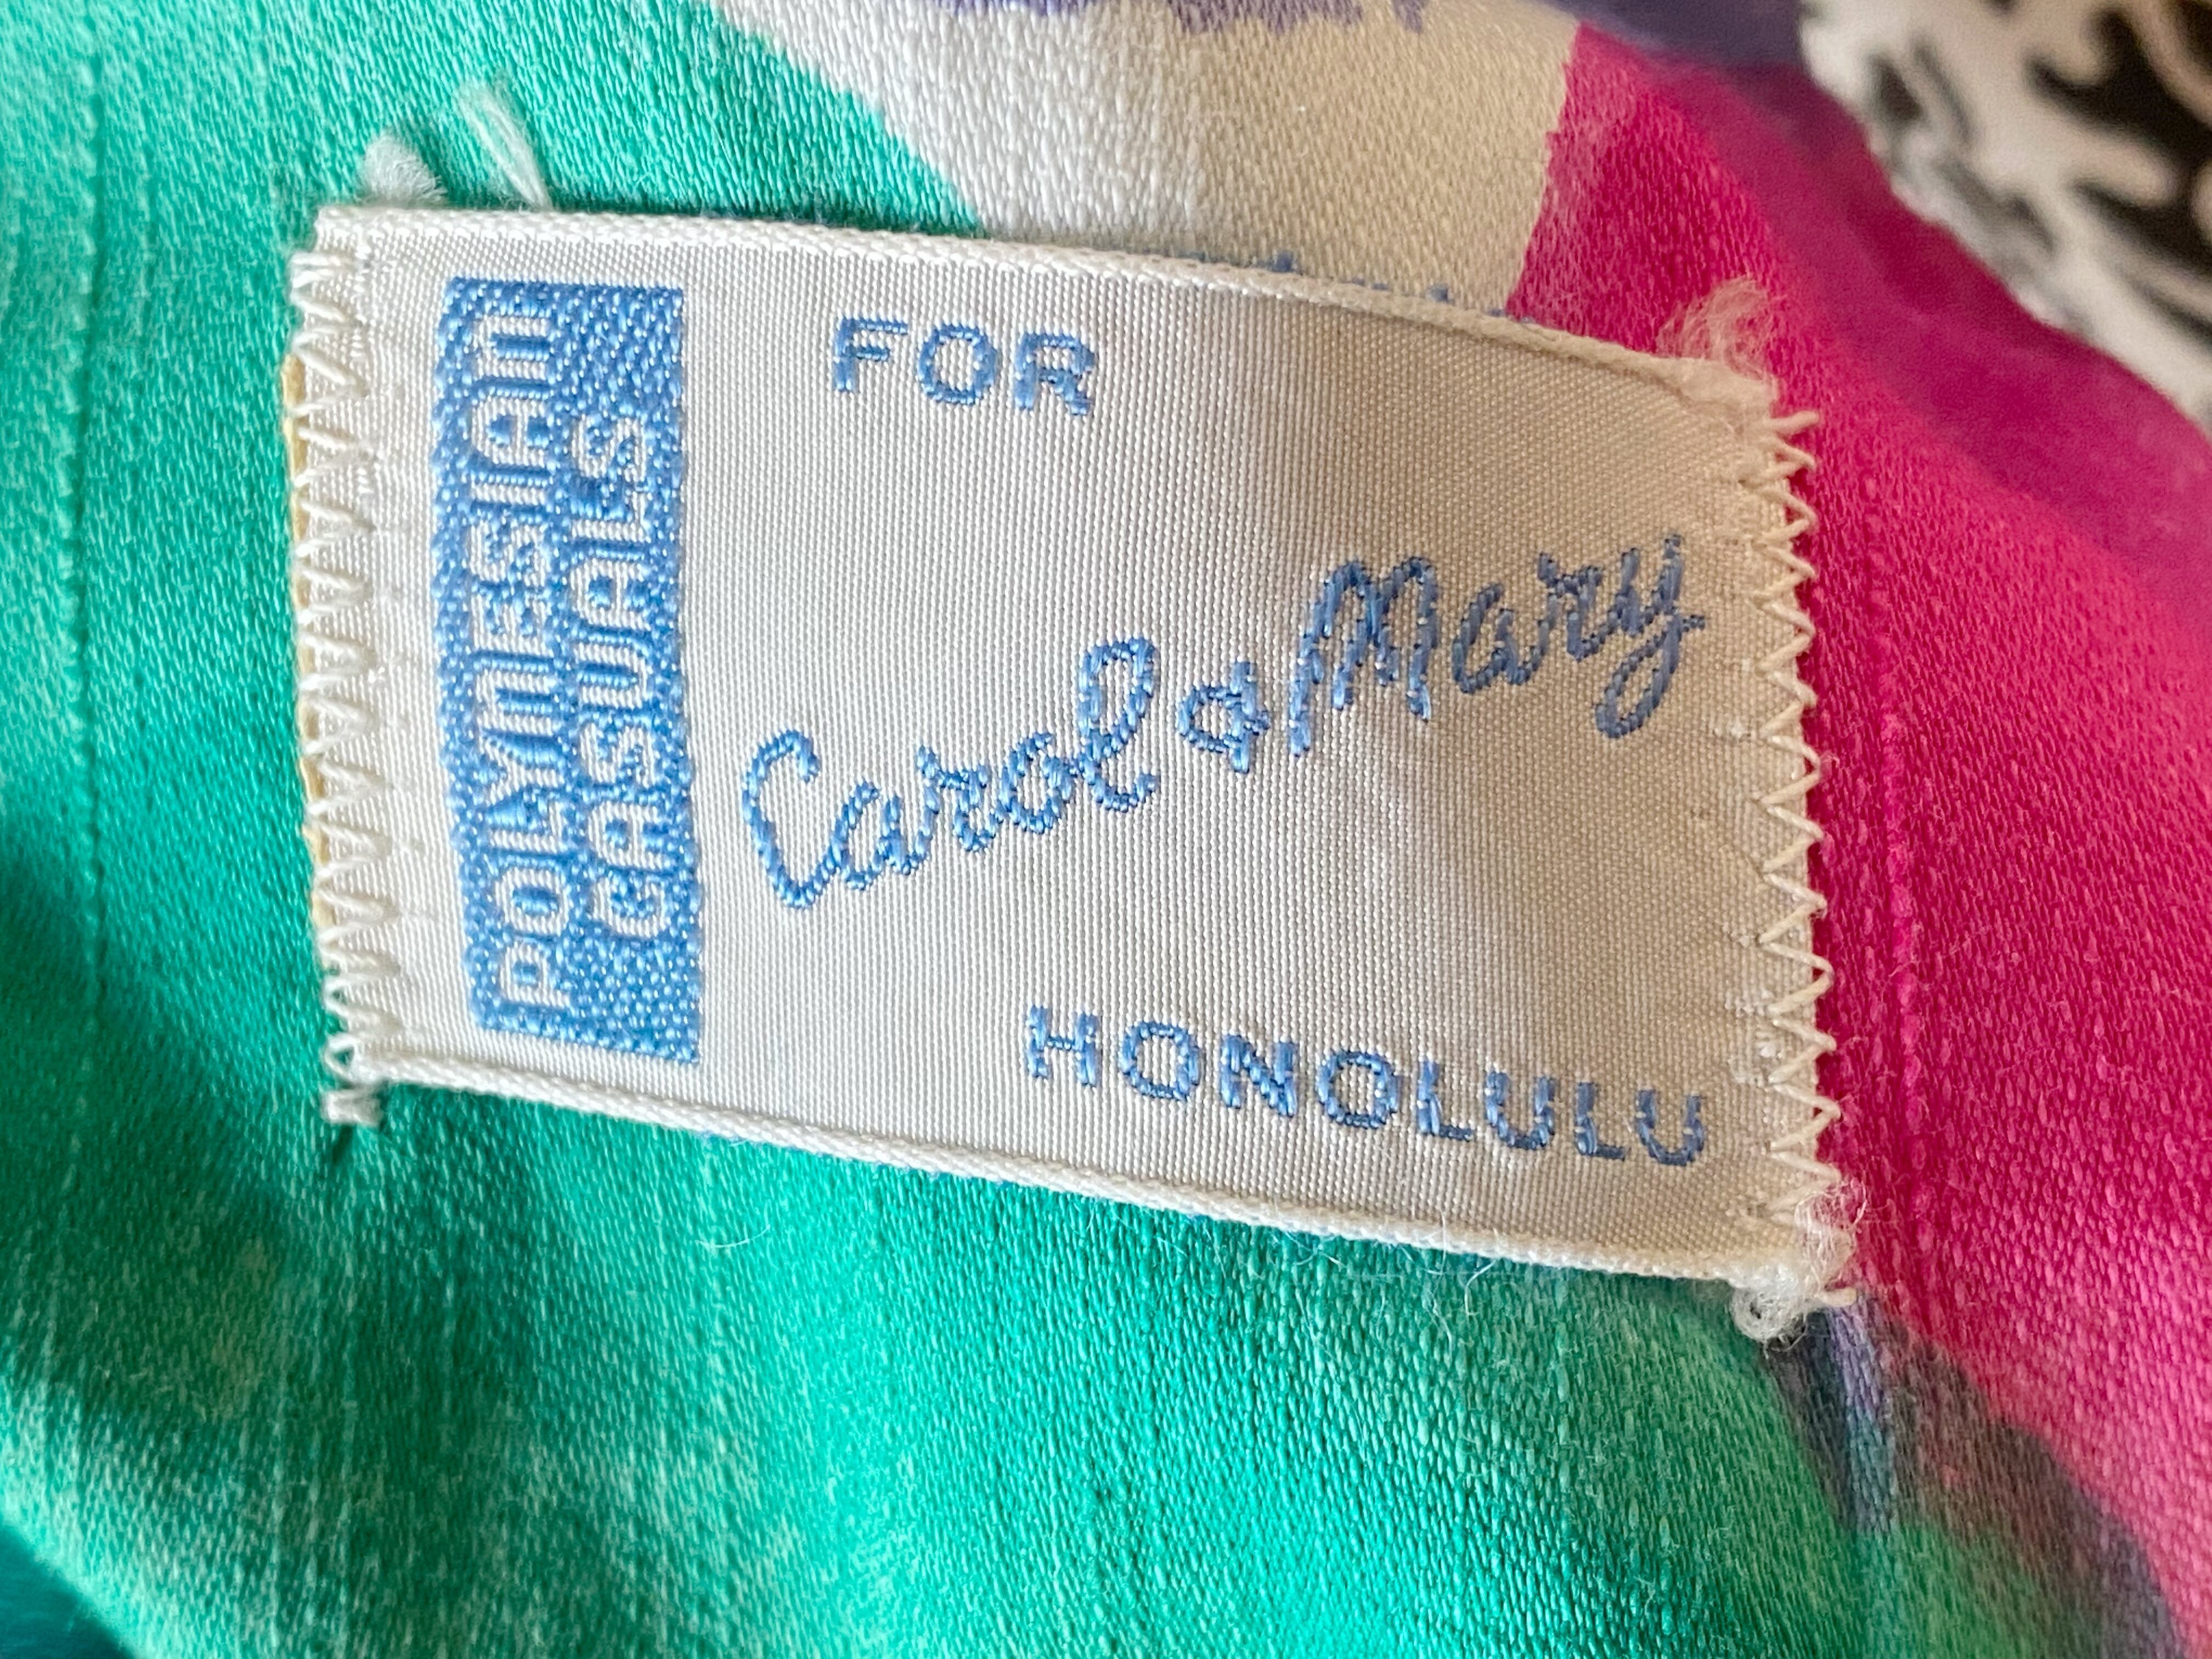 POLYNESIAN
CASUALS
FOR
Carol & Mary
HONOLULU